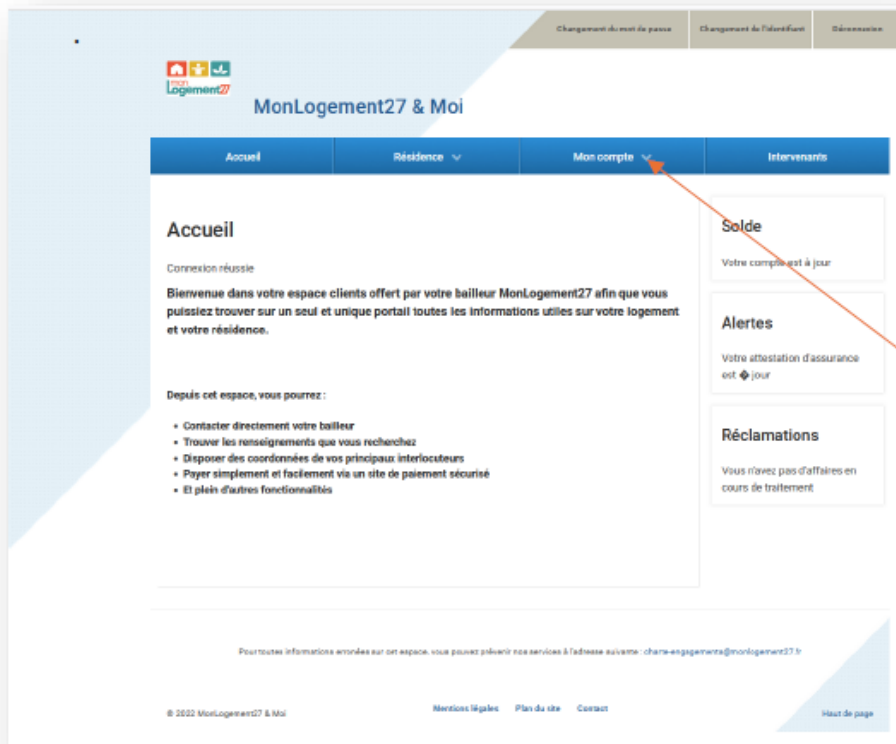 Changement du mot de passe
Changement de l'identifiant
Déconnexion
mon
Logement27
MonLogement27 & Moi
Accueil
Résidence
Mon compte
Intervenants
Accueil
Connexion réussie
Bienvenue dans votre espace clients offert par votre bailleur MonLogement27 afin que vous
puissiez trouver sur un seul et unique portail toutes les informations utiles sur votre logement
et votre résidence.
Depuis cet espace, vous pourrez :
• Contacter directement votre bailleur
• Trouver les renseignements que vous recherchez
• Disposer des coordonnées de vos principaux interlocuteurs
• Payer simplement et facilement via un site de paiement sécurisé
• Et plein d'autres fonctionnalités
Solde
Votre compte est à jour
Alertes
Votre attestation d'assurance
est � jour
Réclamations
Vous n'avez pas d'affaires en
cours de traitement
Pour toutes informations erronées sur cet espace, vous pouvez prévenir nos services à l'adresse suivante : charte-engagements@monlogement27.fr
© 2022 MonLogement27 & Moi
Mentions légales
Plan du site
Contact
Haut de page